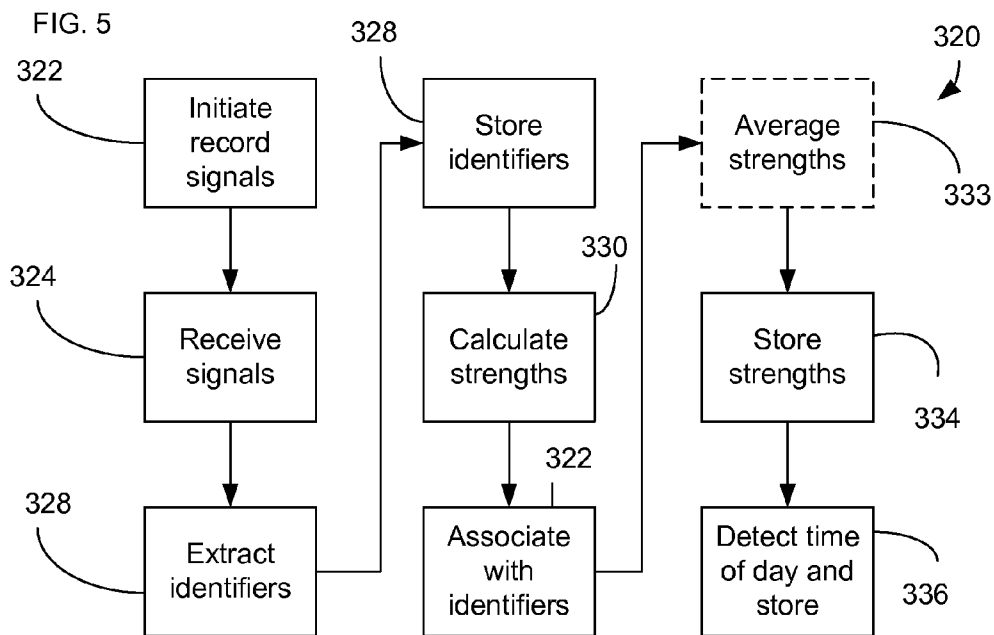 FIG. 5
322
Initiate
record
signals
324
Receive
signals
328
Extract
identifiers
328
Store
identifiers
330
Calculate
strengths
322
Associate
with
identifiers
320
Average
strengths
333
Store
strengths
334
Detect time
of day and
store
336